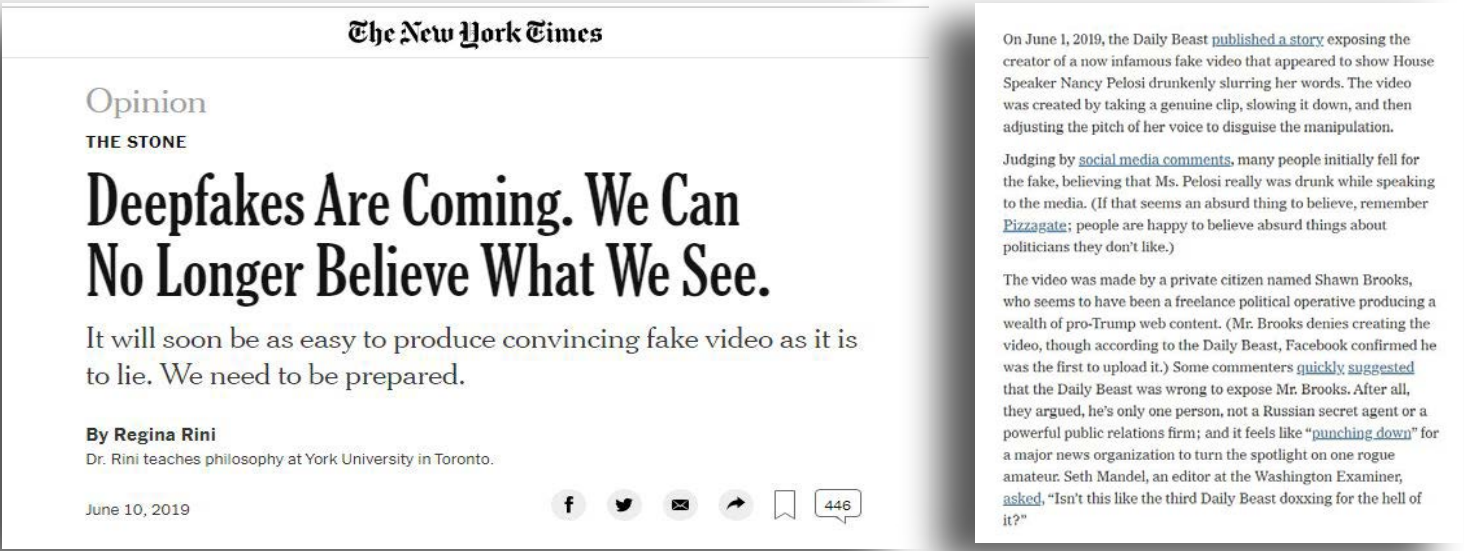 The New York Times
Opinion
THE STONE
Deepfakes Are Coming. We Can
No Longer Believe What We See.
It will soon be as easy to produce convincing fake video as it is
to lie. We need to be prepared.
By Regina Rini
Dr. Rini teaches philosophy at York University in Toronto.
June 10, 2019
446
On June 1, 2019, the Daily Beast published a story exposing the
creator of a now infamous fake video that appeared to show House
Speaker Nancy Pelosi drunkenly slurring her words. The video
was created by taking a genuine clip, slowing it down, and then
adjusting the pitch of her voice to disguise the manipulation.
Judging by social media comments, many people initially fell for
the fake, believing that Ms. Pelosi really was drunk while speaking
to the media. (If that seems an absurd thing to believe, remember
Pizzagate; people are happy to believe absurd things about
politicians they don’t like.)
The video was made by a private citizen named Shawn Brooks,
who seems to have been a freelance political operative producing a
wealth of pro-Trump web content. (Mr. Brooks denies creating the
video, though according to the Daily Beast, Facebook confirmed he
was the first to upload it.) Some commenters quickly suggested
that the Daily Beast was wrong to expose Mr. Brooks. After all,
they argued, he’s only one person, not a Russian secret agent or a
powerful public relations firm; and it feels like “punching down” for
a major news organization to turn the spotlight on one rogue
amateur. Seth Mandel, an editor at the Washington Examiner,
asked, “Isn’t this like the third Daily Beast doxxing for the hell of
it?”